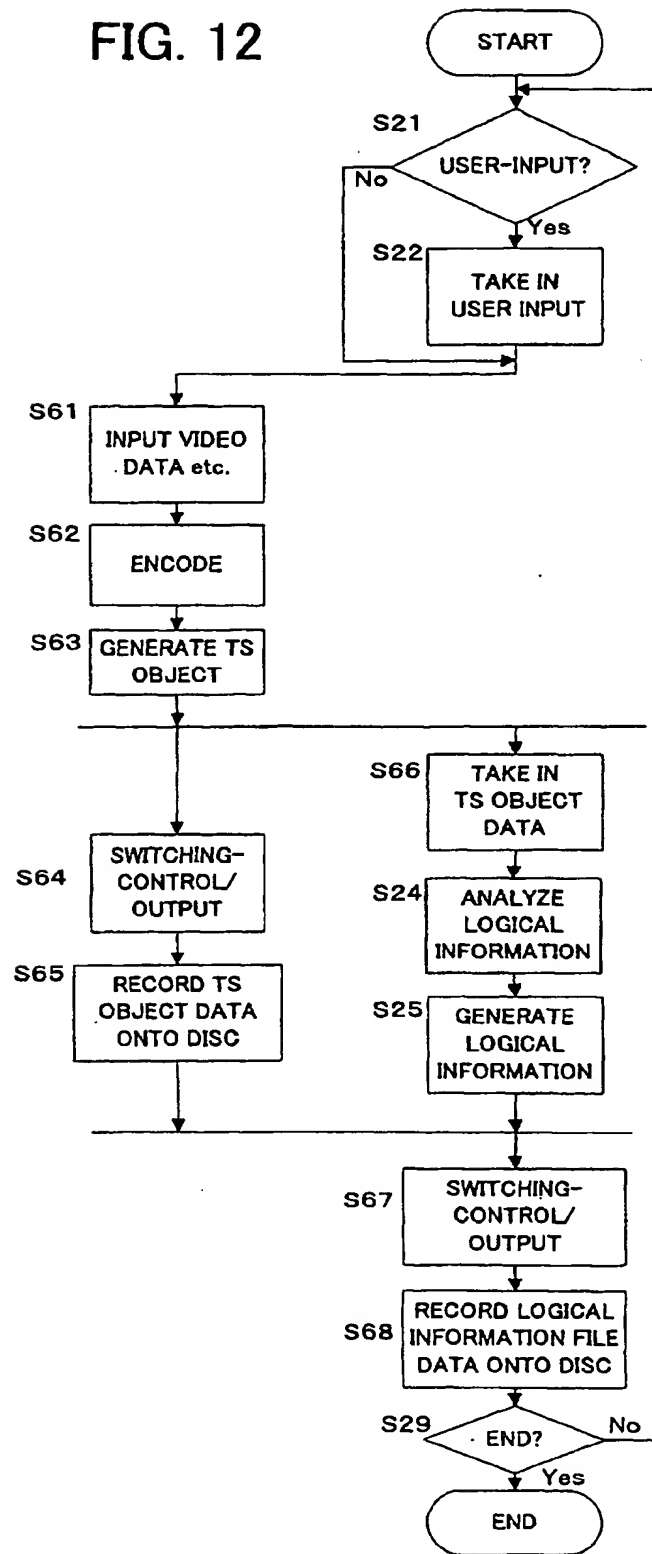 FIG. 12
START
S21
USER-INPUT?
No
Yes
S22
TAKE IN
USER INPUT
S61
INPUT VIDEO
DATA etc.
S62
ENCODE
S63
GENERATE TS
OBJECT
S66
TAKE IN
TS OBJECT
DATA
S64
SWITCHING-
CONTROL/
OUTPUT
S24
ANALYZE
LOGICAL
INFORMATION
S65
RECORD TS
OBJECT DATA
ONTO DISC
S25
GENERATE
LOGICAL
INFORMATION
S67
SWITCHING-
CONTROL/
OUTPUT
S68
RECORD LOGICAL
INFORMATION FILE
DATA ONTO DISC
S29
END?
No
Yes
END